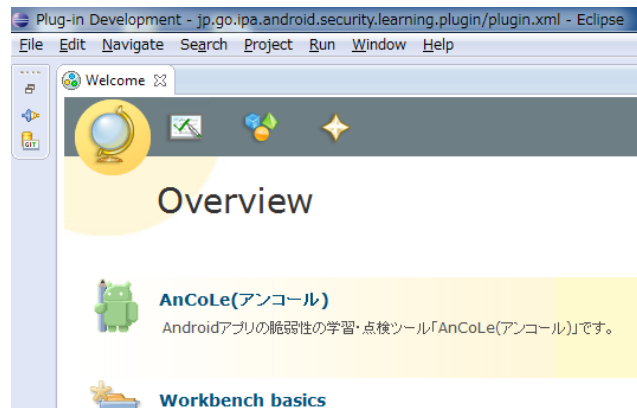 Plug-in Development - jp.go.ipa.android.security.learning.plugin/plugin.xml - Eclipse
File Edit Navigate Search Project Run Window Help
Welcome
GIT
Overview
AnCoLe(アンコール)
Androidアプリの脆弱性の学習・点検ツール「AnCoLe(アンコール)」です。
Workbench basics